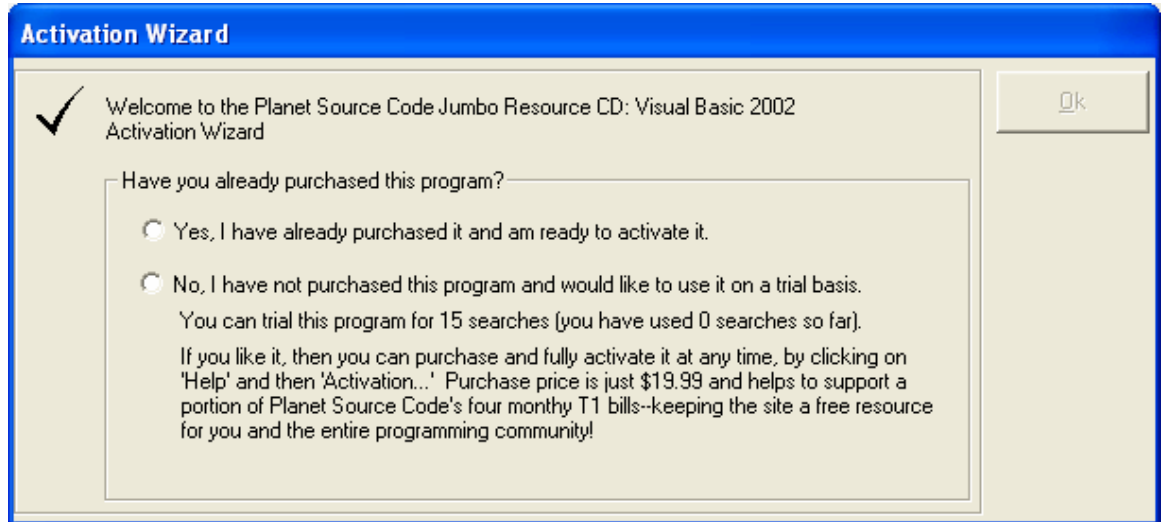 Activation Wizard
Welcome to the Planet Source Code Jumbo Resource CD: Visual Basic 2002
Activation Wizard
Ok
Have you already purchased this program?
Yes, I have already purchased it and am ready to activate it.
No, I have not purchased this program and would like to use it on a trial basis.
You can trial this program for 15 searches (you have used 0 searches so far).
If you like it, then you can purchase and fully activate it at any time, by clicking on
'Help' and then 'Activation...' Purchase price is just $19.99 and helps to support a
portion of Planet Source Code's four monthy T1 bills--keeping the site a free resource
for you and the entire programming community!